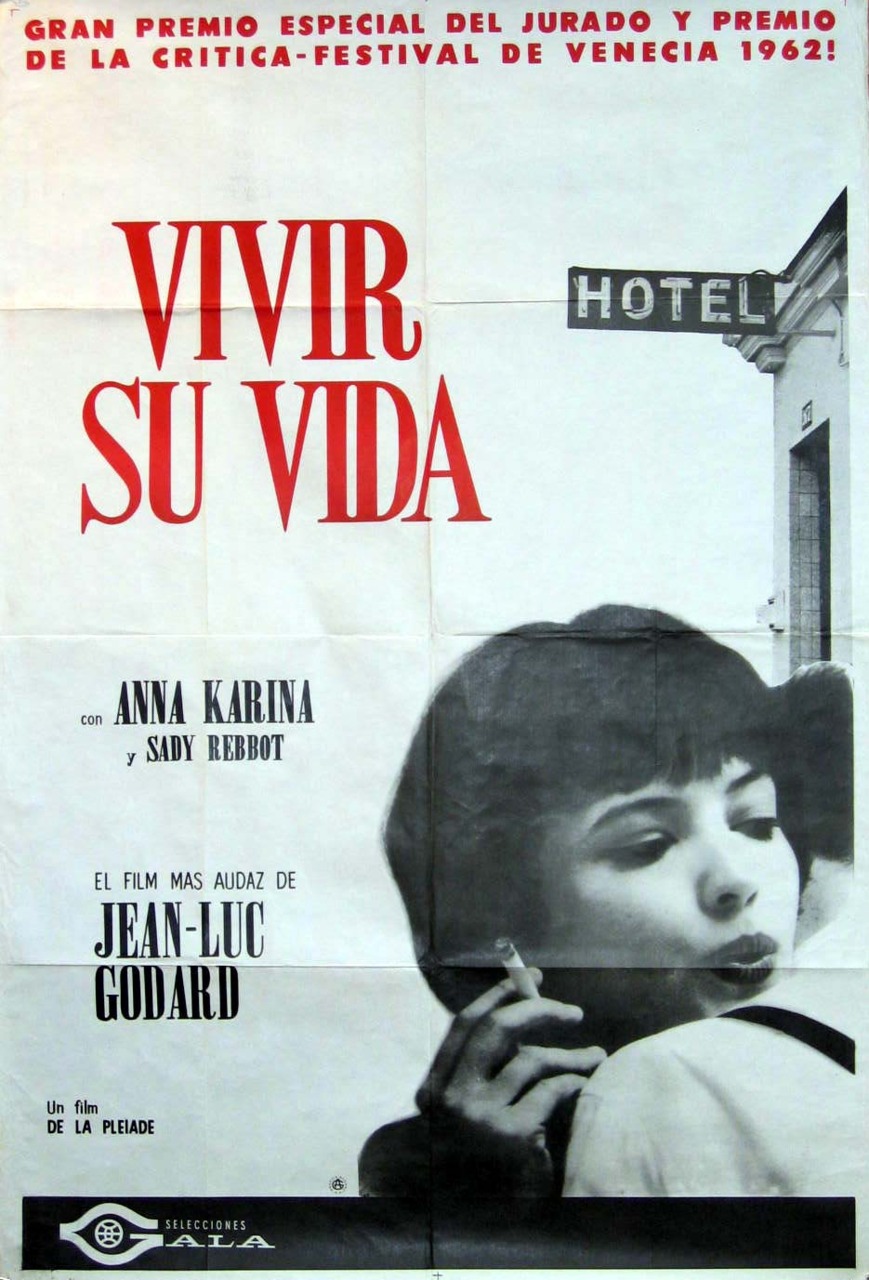 GRAN PREMIO ESPECIAL DEL JURADO Y PREMIO
DE LA CRITICA-FESTIVAL DE VENECIA 1962!
HOTEL
VIVIR
SU VIDA
con ANNA KARINA
y SADY REBBOT
EL FILM MAS AUDAZ DE
JEAN-LUC
GODARD
Un film
DE LA PLEIADE
SELECCIONES
GALA